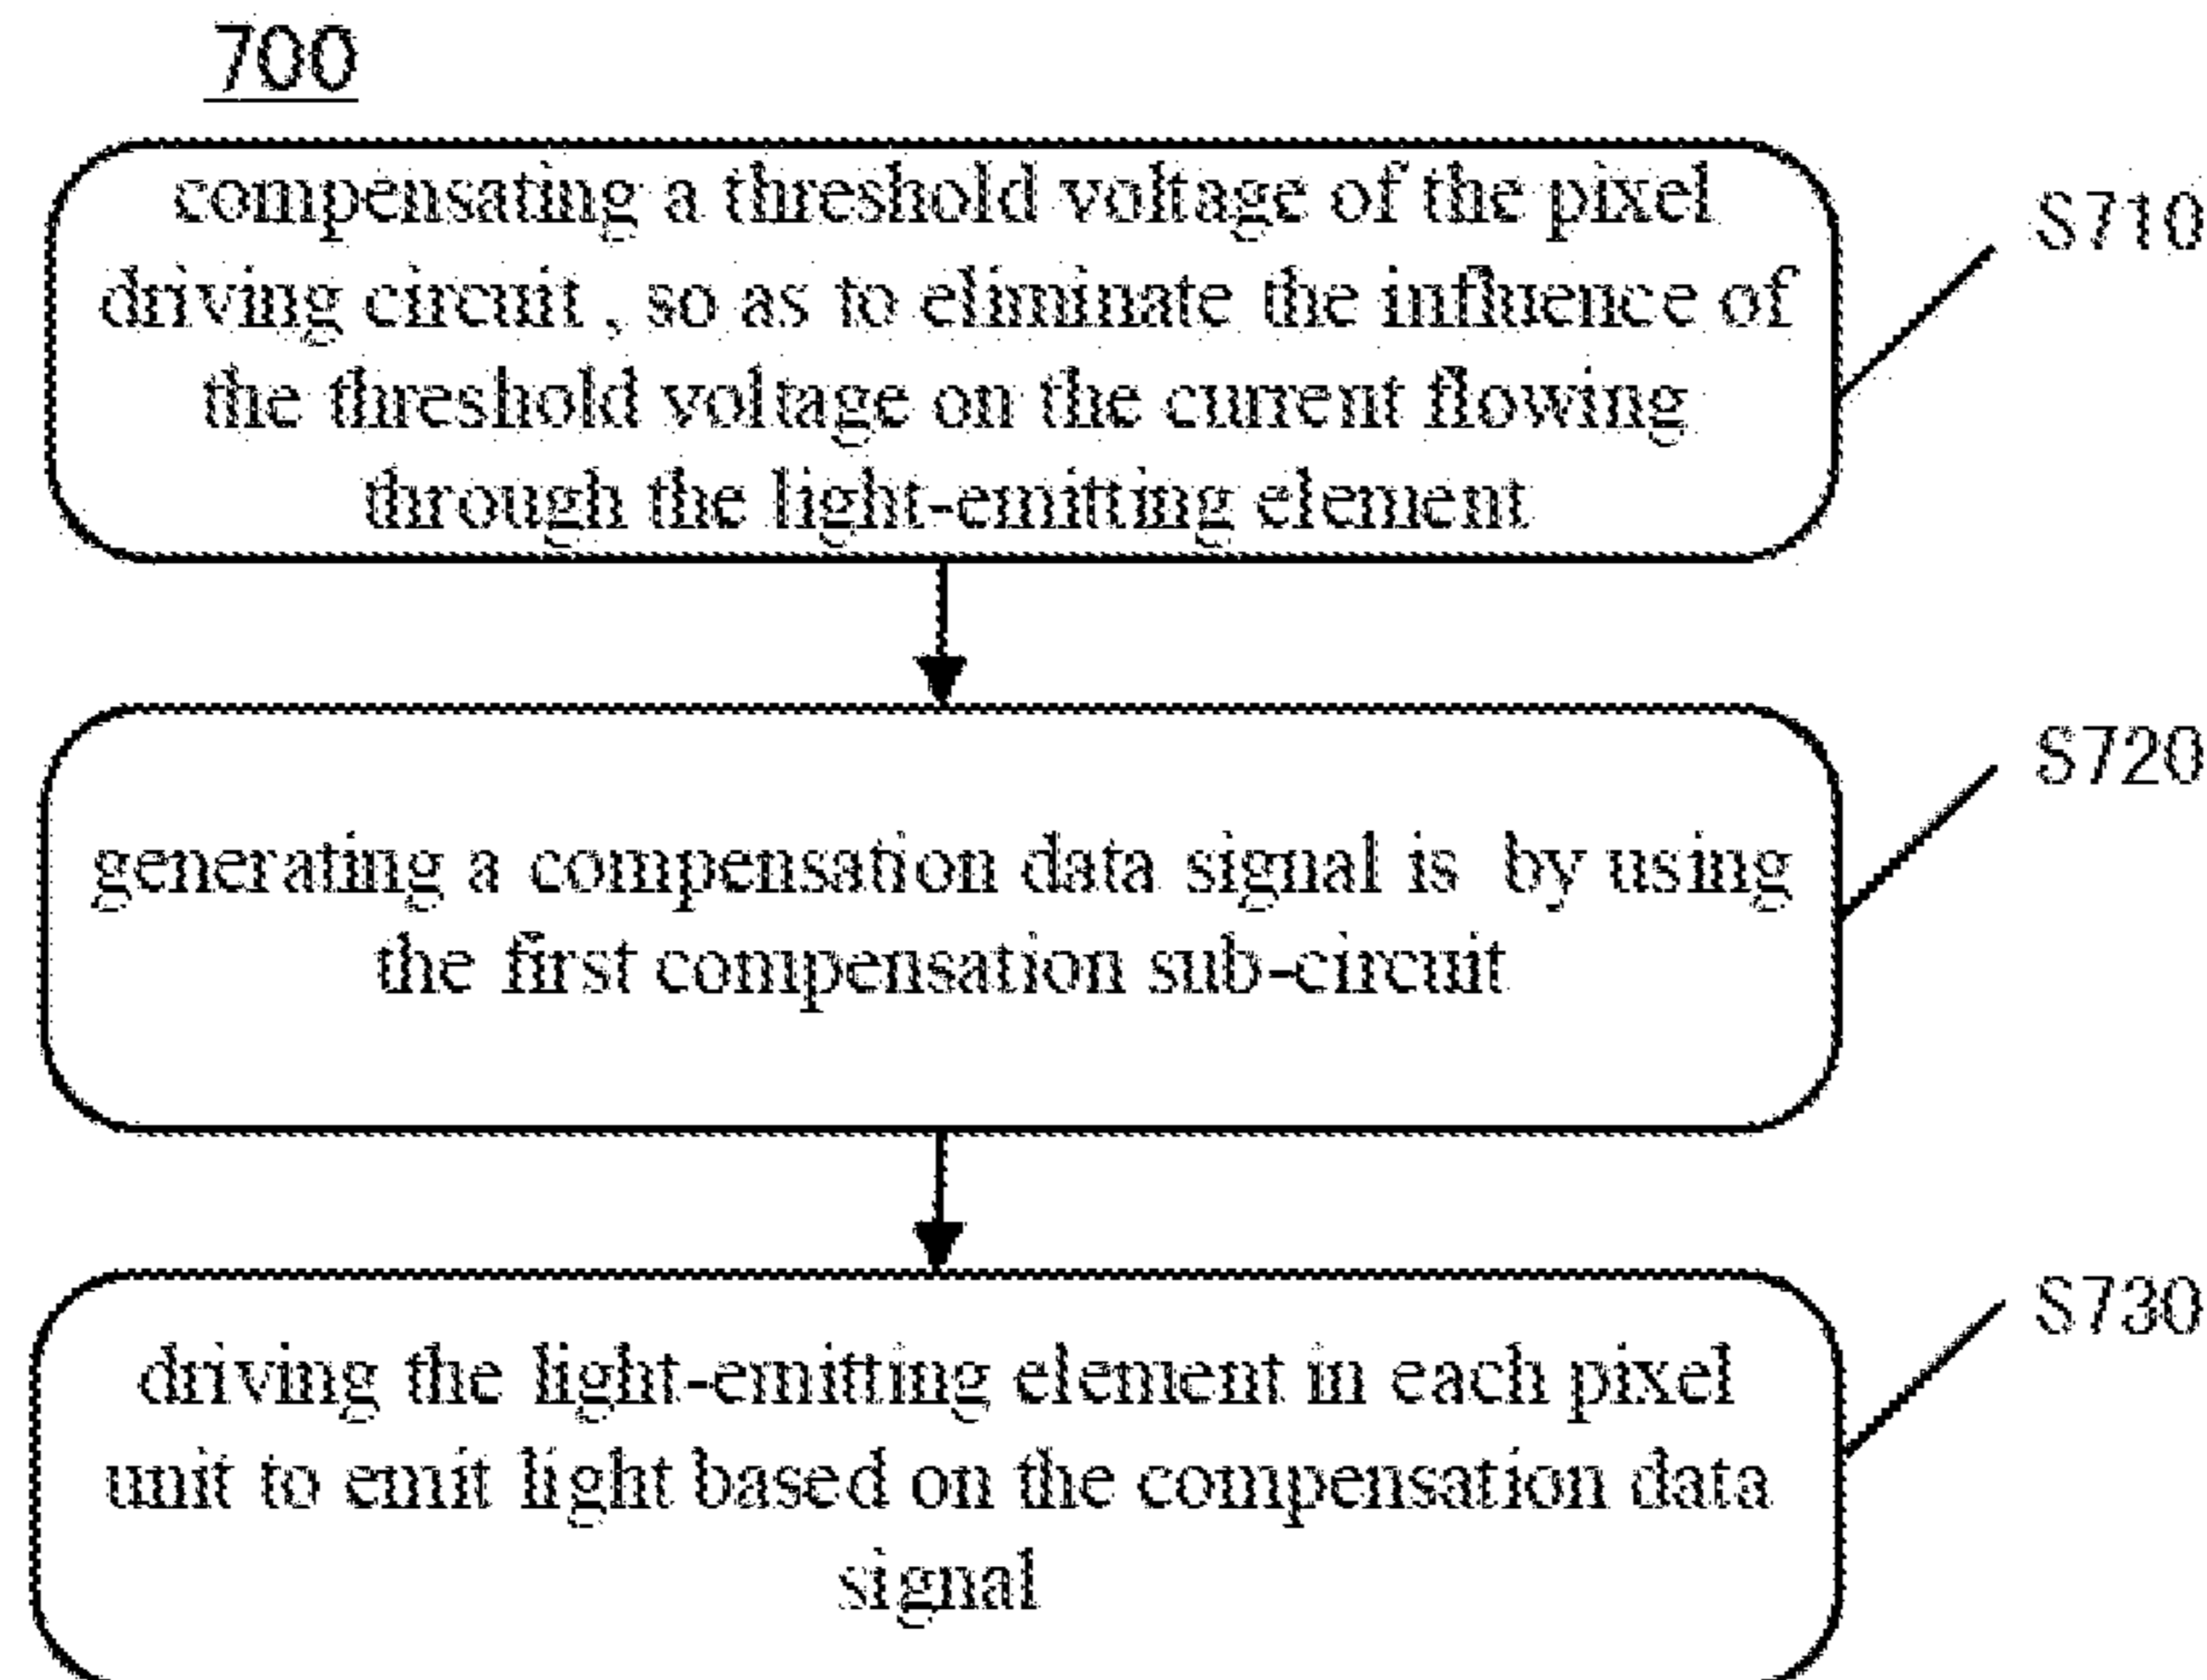 700
compensating a threshold voltage of the pixel
driving circuit , so as to eliminate the influence of
the threshold voltage on the current flowing
through the light-emitting element
S710
generating a compensation data signal is by using
the first compensation sub-circuit
S720
driving the light-emitting element in each pixel
unit to emit light based on the compensation data
signal
S730